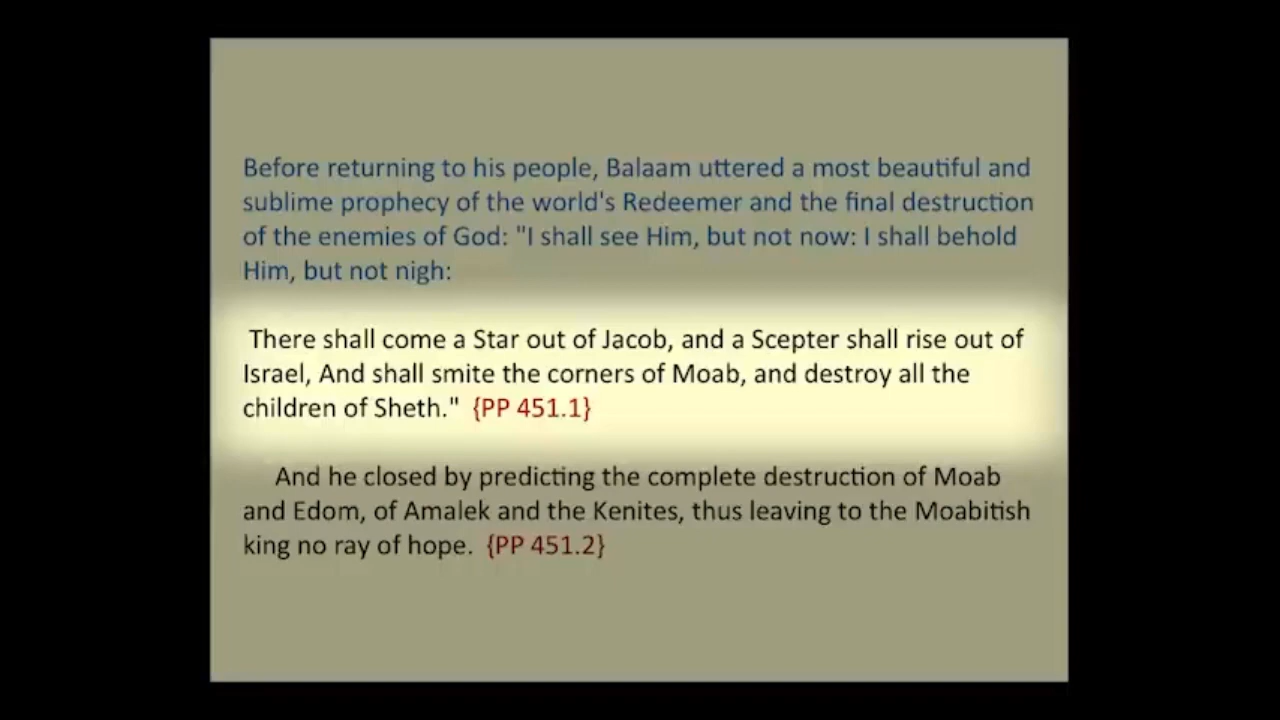 Before returning to his people, Balaam uttered a most beautiful and
sublime prophecy of the world's Redeemer and the final destruction
of the enemies of God: "I shall see Him, but not now: I shall behold
Him, but not nigh:
There shall come a Star out of Jacob, and a Scepter shall rise out of
Israel, And shall smite the corners of Moab, and destroy all the
children of Sheth." {PP 451.1}
And he closed by predicting the complete destruction of Moab
and Edom, of Amalek and the Kenites, thus leaving to the Moabitish
king no ray of hope. {PP 451.2}